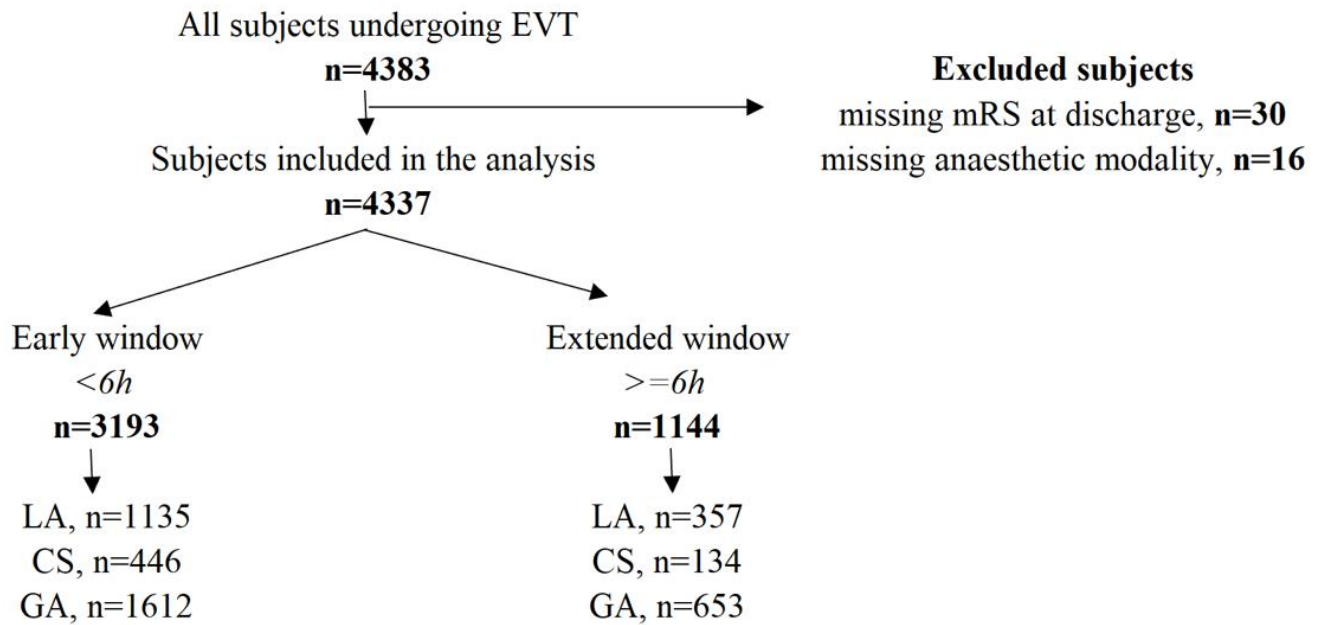 All subjects undergoing EVT
n=4383
Excluded subjects
missing mRS at discharge, n=30
missing anaesthetic modality, n=16
Subjects included in the analysis
n=4337
Early window
<6h
n=3193
LA, n=1135
CS, n=446
GA, n=1612
Extended window
>=6h
n=1144
LA, n=357
CS, n=134
GA, n=653